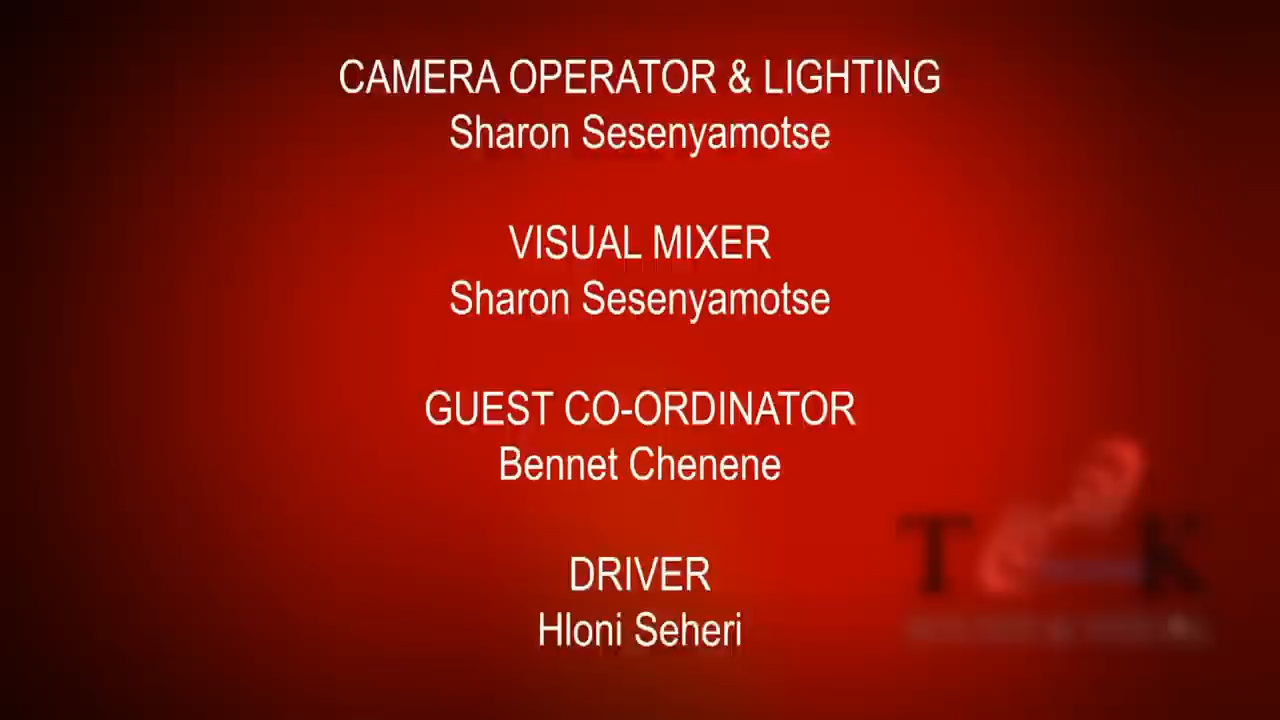 CAMERA OPERATOR & LIGHTING
Sharon Sesenyamotse
VISUAL MIXER
Sharon Sesenyamotse
GUEST CO-ORDINATOR
Bennet Chenene
DRIVER
Hloni Seheri